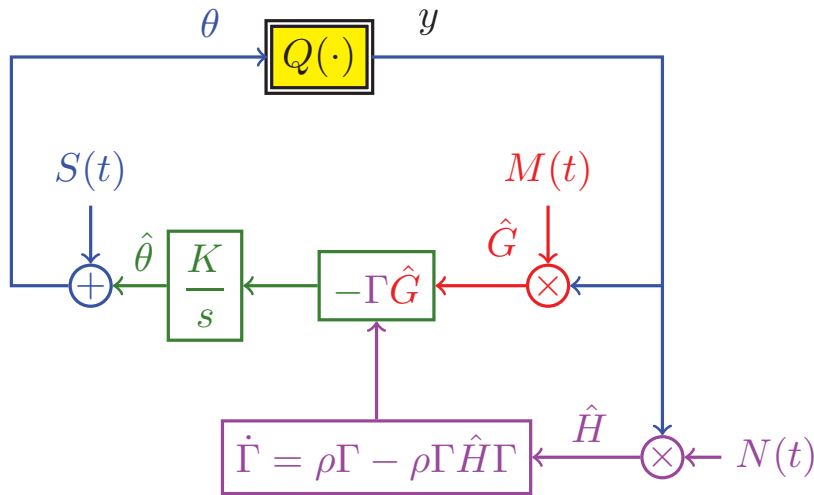 θ
y
Q(·)
S(t)
M(t)
θ̂
Ĝ
K
s
-ΓĜ
+
×
Γ̇ = ρΓ − ρΓĤΓ
Ĥ
×
N(t)